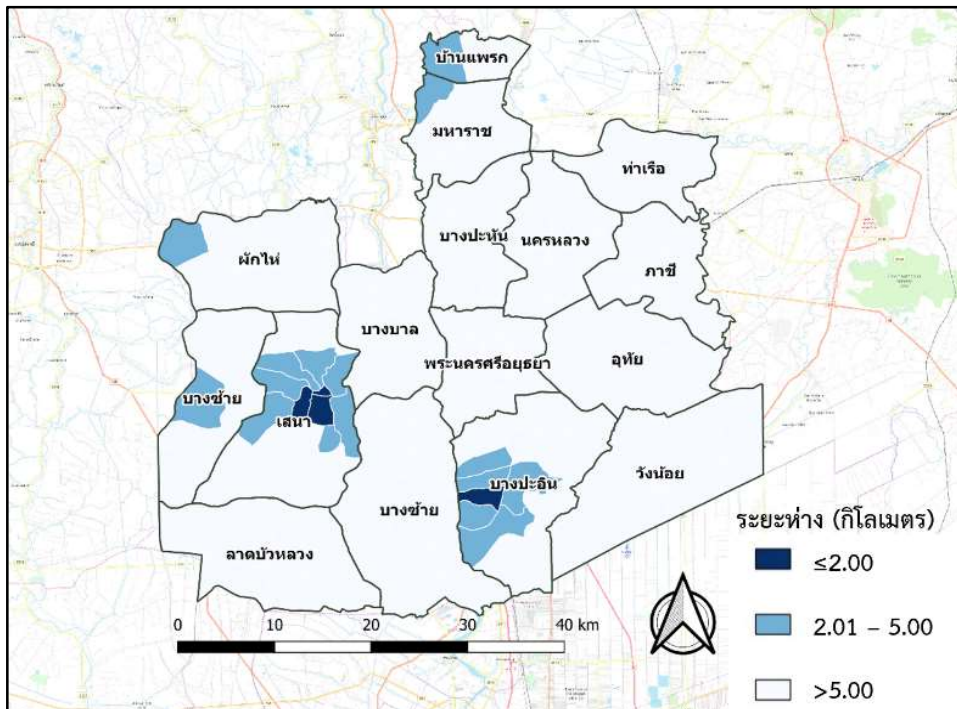 บ้านแพรก
มหาราช
ท่าเรือ
บางปะหัน
นครหลวง
ภาชี
ผักไห่
บางบาล
พระนครศรีอยุธยา
อุทัย
บางซ้าย
เสนา
บางปะอิน
วังน้อย
บางซ้าย
ลาดบัวหลวง
ระยะห่าง (กิโลเมตร)
≤2.00
2.01 – 5.00
>5.00
0 10 20 30 40 km